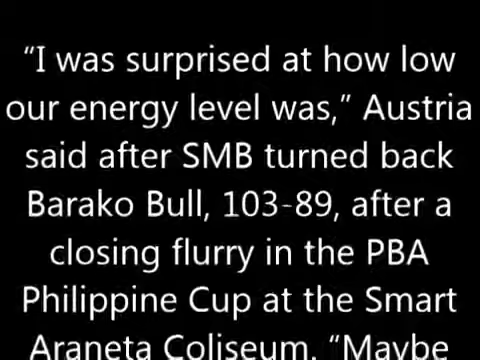 “I was surprised at how low
our energy level was,” Austria
said after SMB turned back
Barako Bull, 103-89, after a
closing flurry in the PBA
Philippine Cup at the Smart
Araneta Coliseum. “Maybe